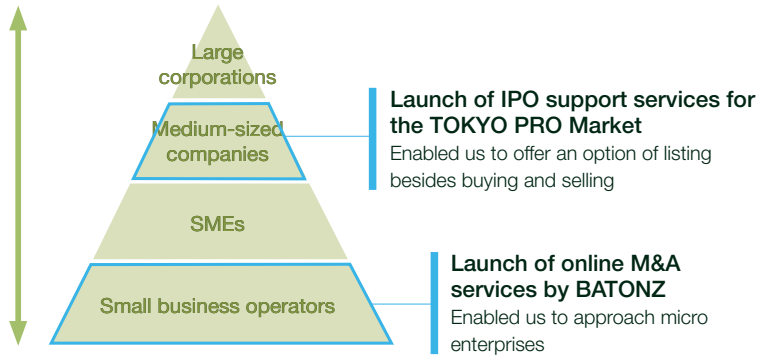 Large
corporations
Medium-sized
companies
Launch of IPO support services for
the TOKYO PRO Market
Enabled us to offer an option of listing
besides buying and selling
SMEs
Small business operators
Launch of online M&A
services by BATONZ
Enabled us to approach micro
enterprises